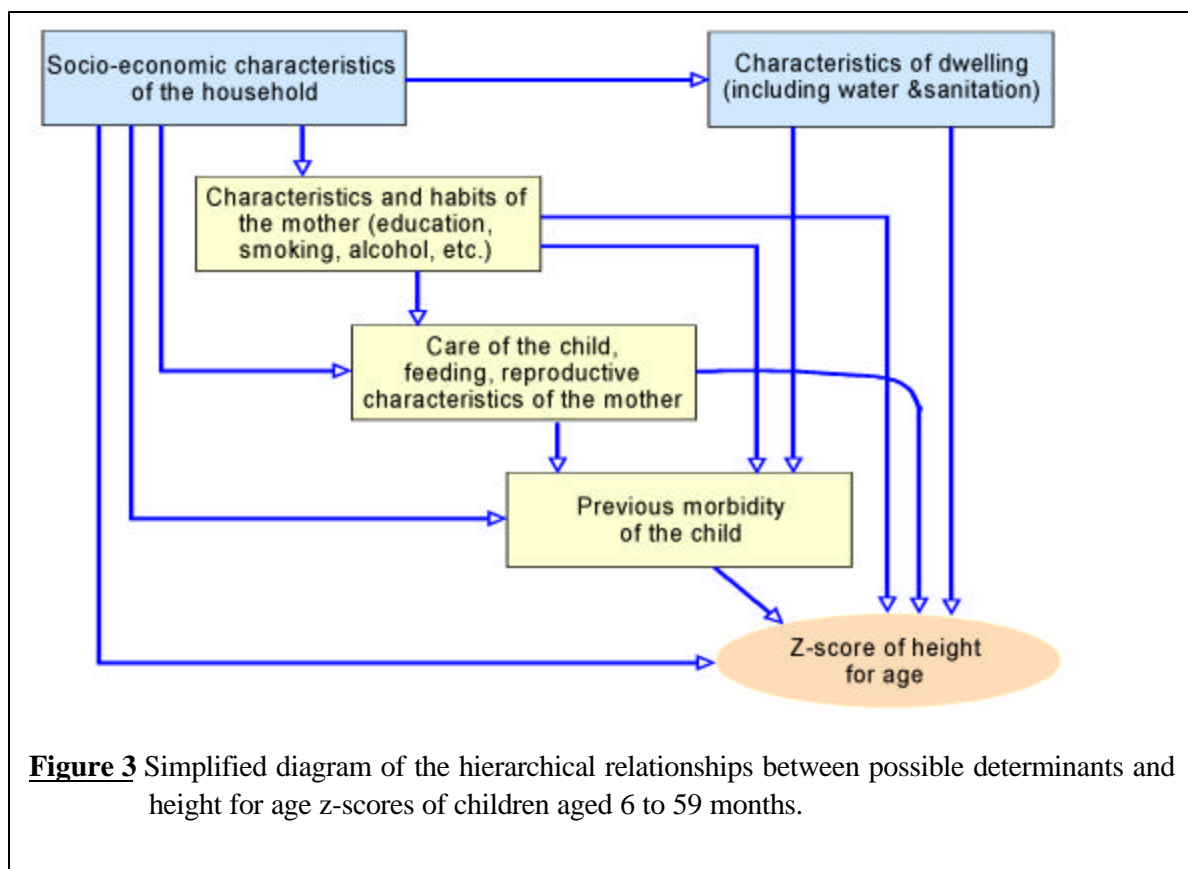 Socio-economic characteristics
of the household
Characteristics of dwelling
(including water &sanitation)
Characteristics and habits of
the mother (education,
smoking, alcohol, etc.)
Care of the child,
feeding, reproductive
characteristics of the mother
Previous morbidity
of the child
Z-score of height
for age
Figure 3 Simplified diagram of the hierarchical relationships between possible determinants and
height for age z-scores of children aged 6 to 59 months.